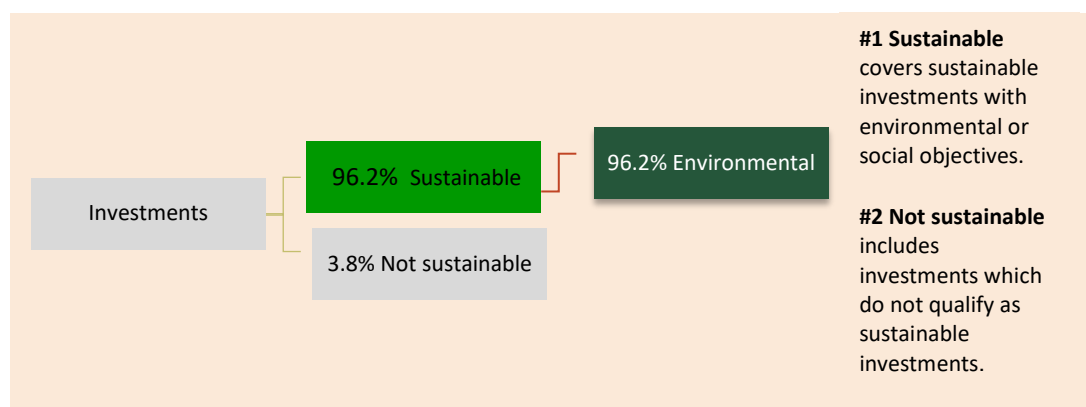 Investments
96.2% Sustainable
3.8% Not sustainable
96.2% Environmental
#1 Sustainable
covers sustainable
investments with
environmental or
social objectives.
#2 Not sustainable
includes
investments which
do not qualify as
sustainable
investments.